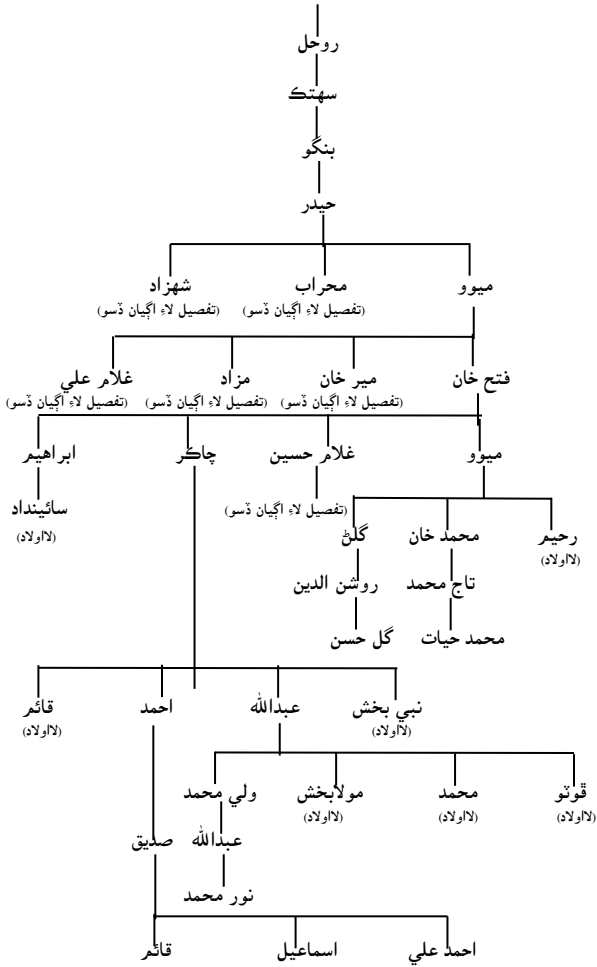 روحل
سهتڪ
بنگو
حيدر
ميوو محراب شهزاد
(تفصيل لاءِ اڳيان ڏسو) (تفصيل لاءِ اڳيان ڏسو)
فتح خان مير خان مزاد غلام علي
(تفصيل لاءِ اڳيان ڏسو) (تفصيل لاءِ اڳيان ڏسو) (تفصيل لاءِ اڳيان ڏسو)
ميوو غلام حسين چاڪر ابراهيم
(تفصيل لاءِ اڳيان ڏسو) سائينداد
رحيم محمد خان گلڻ (لااولاد)
(لااولاد)
تاج محمد روشن الدين
محمد حيات گل حسن
نبي بخش عبدالله احمد قائم
(لااولاد) (لااولاد)
ڦوٽو محمد مولابخش ولي محمد
(لااولاد) (لااولاد) (لااولاد)
عبدالله صديق
نور محمد
احمد علي اسماعيل قائم